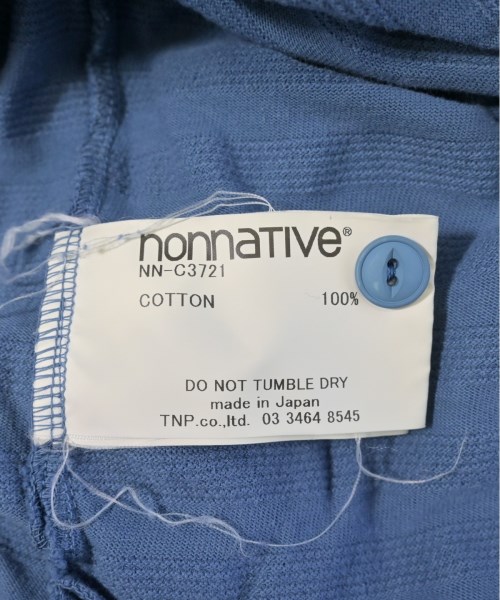 nonnative®
NN-C3721
COTTON 100%
DO NOT TUMBLE DRY
made in Japan
TNP.co.,ltd. 03 3464 8545